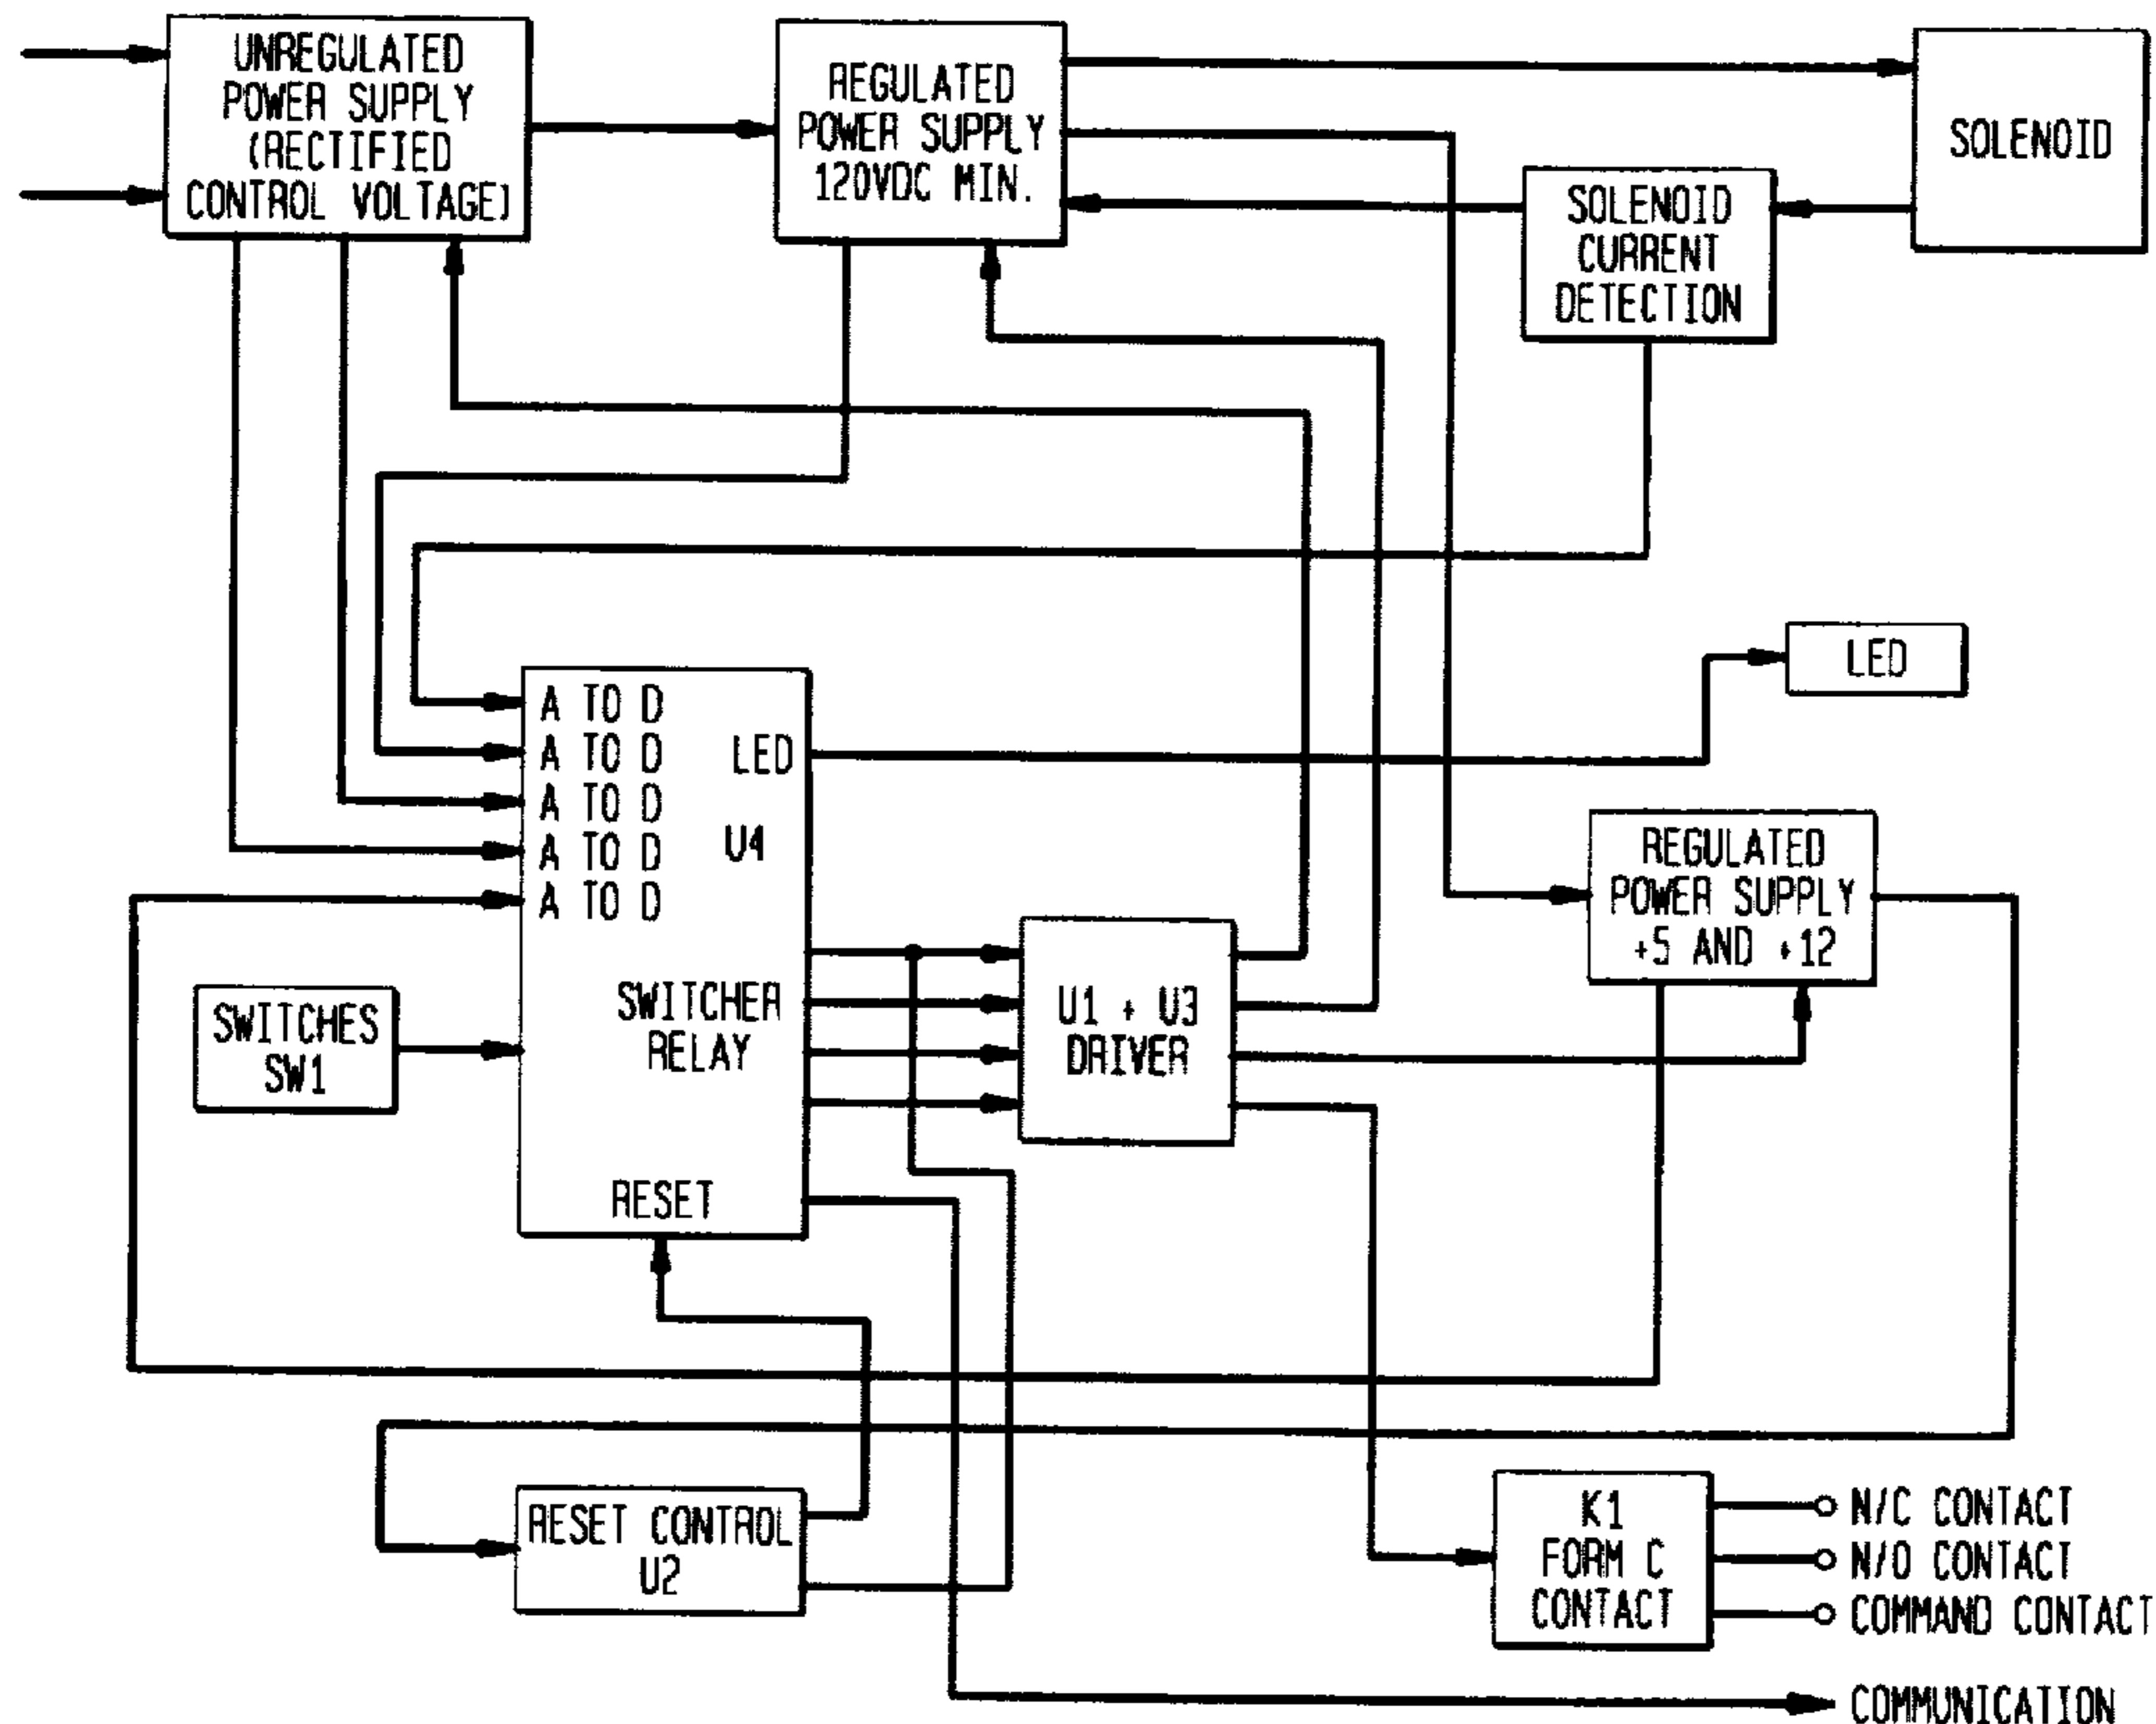 UNREGULATED
POWER SUPPLY
(RECTIFIED
CONTROL VOLTAGE)
REGULATED
POWER SUPPLY
120VDC MIN.
SOLENOID
SOLENOID
CURRENT
DETECTION
LED
A TO D
A TO D
A TO D
A TO D
A TO D
LED
U4
SWITCHER
RELAY
RESET
SWITCHES
SW1
U1 + U3
DRIVER
REGULATED
POWER SUPPLY
+5 AND +12
RESET CONTROL
U2
K1
FORM C
CONTACT
N/C CONTACT
N/O CONTACT
COMMAND CONTACT
COMMUNICATION